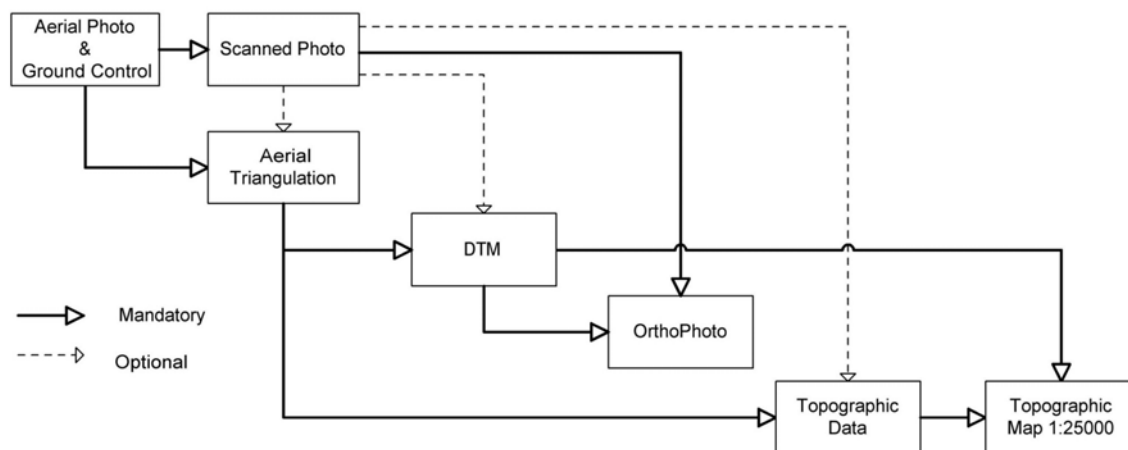 Aerial Photo
&
Ground Control
Scanned Photo
Aerial
Triangulation
DTM
OrthoPhoto
Mandatory
Optional
Topographic
Data
Topographic
Map 1:25000